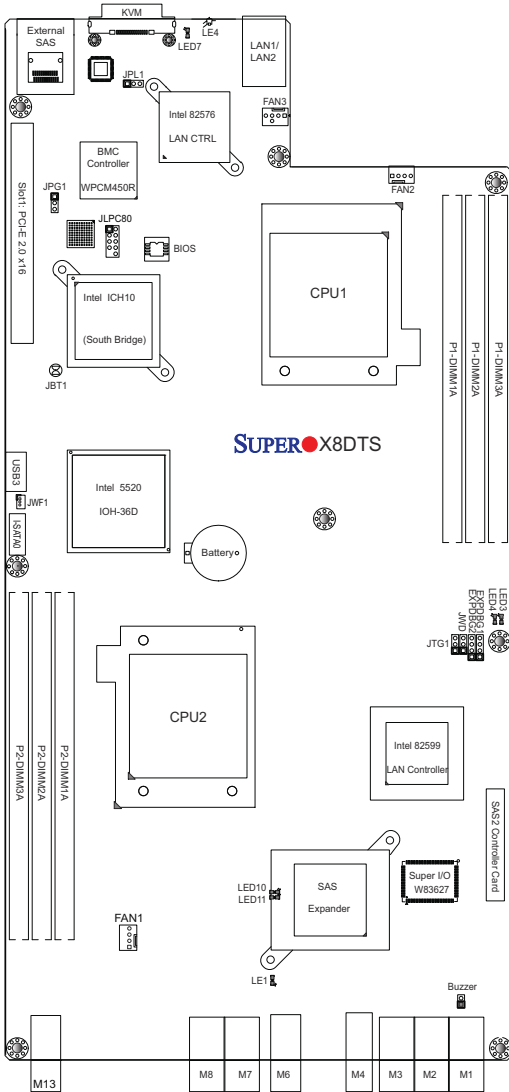 KVM
External
SAS
LED7
LE4
LAN1/
LAN2
JPL1
FAN3
Intel 82576
LAN CTRL
BMC
Controller
WPCM450R
FAN2
JPG1
Slot1: PCI-E 2.0 x16
JLPC80
BIOS
CPU1
Intel ICH10
(South Bridge)
P1-DIMM1A
P1-DIMM2A
P1-DIMM3A
JBT1
SUPER X8DTS
USB3
JWF1
I-SATA0
Intel 5520
IOH-36D
Battery
LED3
LED4
EXPDBG1
EXPDBG2
JWD
JTG1
CPU2
P2-DIMM3A
P2-DIMM2A
P2-DIMM1A
Intel 82599
LAN Controller
SAS2 Controller Card
LED10
LED11
SAS
Expander
Super I/O
W83627
FAN1
LE1
Buzzer
M13
M8
M7
M6
M4
M3
M2
M1